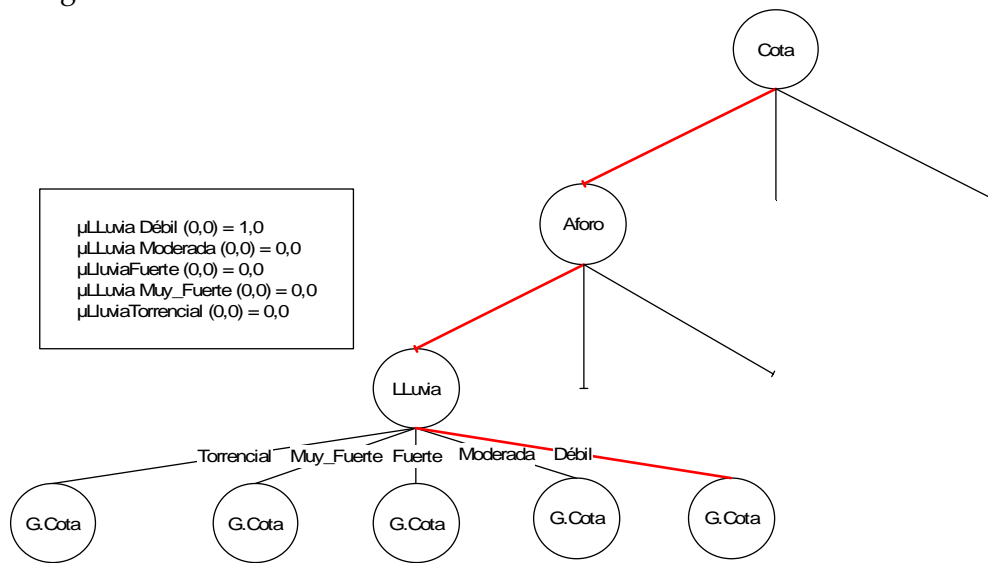 Cota
Aforo
µLLuvia Débil (0,0) = 1,0
µLLuvia Moderada (0,0) = 0,0
µLluviaFuerte (0,0) = 0,0
µLLuvia Muy_Fuerte (0,0) = 0,0
µLluviaTorrencial (0,0) = 0,0
LLuvia
Torrencial Muy_Fuerte Fuerte Moderada Débil
G.Cota G.Cota G.Cota G.Cota G.Cota